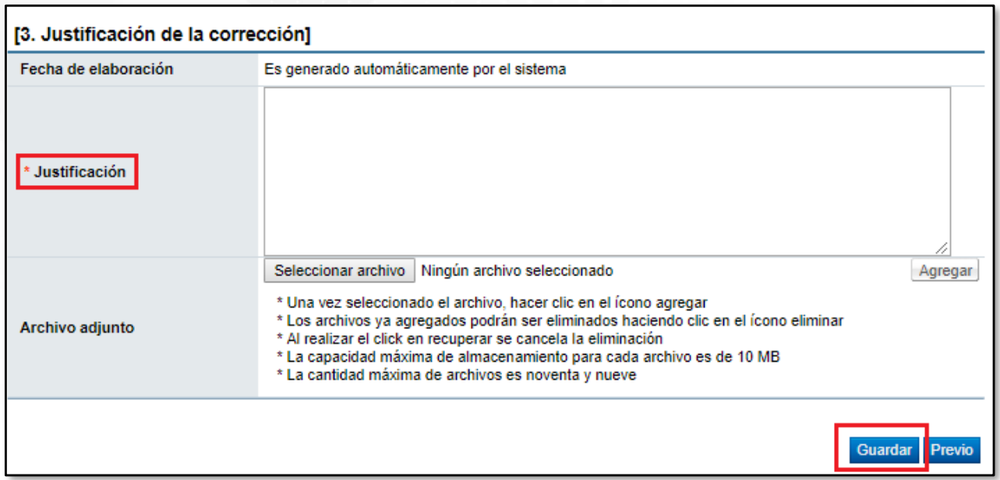 [3. Justificación de la corrección]
Fecha de elaboración Es generado automáticamente por el sistema
* Justificación
Seleccionar archivo Ningún archivo seleccionado Agregar
Archivo adjunto
* Una vez seleccionado el archivo, hacer clic en el ícono agregar
* Los archivos ya agregados podrán ser eliminados haciendo clic en el ícono eliminar
* Al realizar el click en recuperar se cancela la eliminación
* La capacidad máxima de almacenamiento para cada archivo es de 10 MB
* La cantidad máxima de archivos es noventa y nueve
Guardar Previo